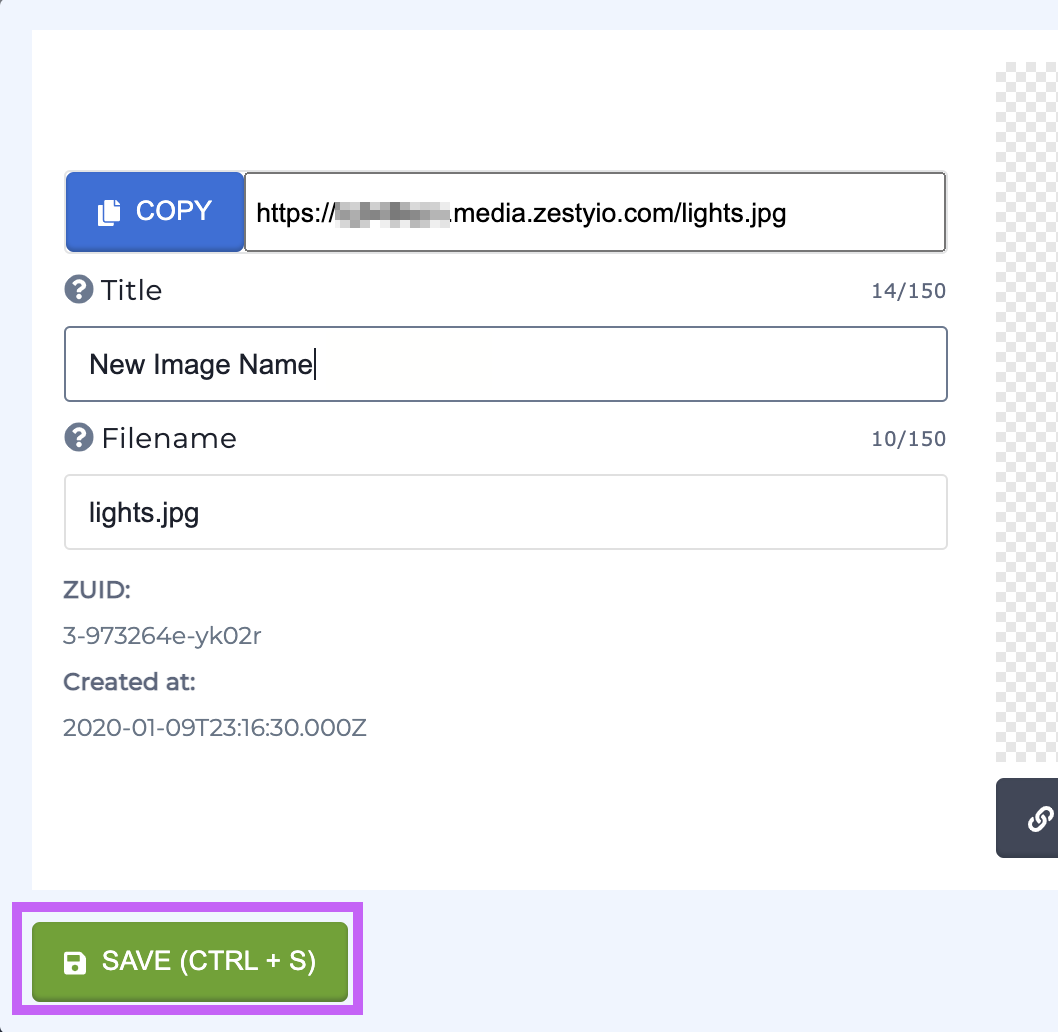 COPY
https:// .media.zestyio.com/lights.jpg
Title
14/150
New Image Name
Filename
10/150
lights.jpg
ZUID:
3-973264e-yk02r
Created at:
2020-01-09T23:16:30.000Z
SAVE (CTRL + S)